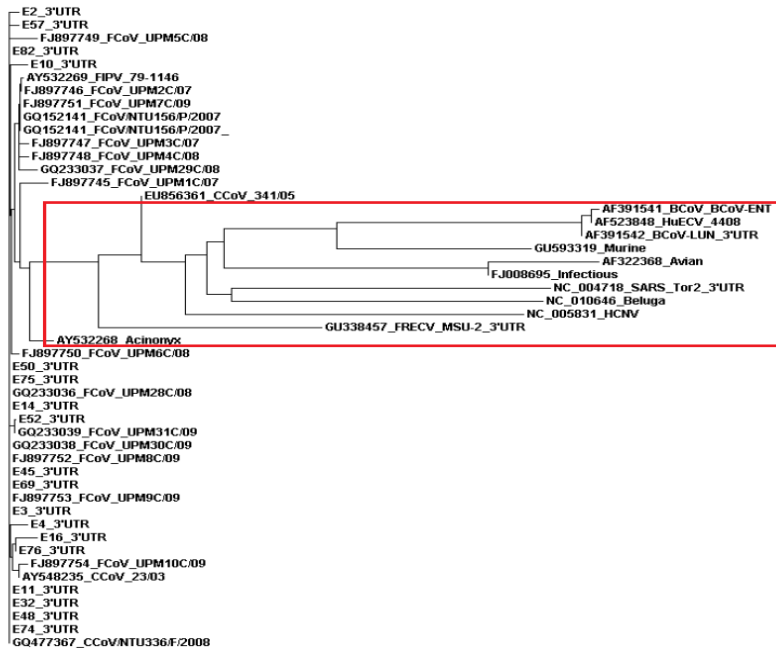 E2_3'UTR
E57_3'UTR
FJ897749_FCoV_UPM5C/08
E82_3'UTR
E10_3'UTR
AY532269_FIPV_79-1146
FJ897746_FCoV_UPM2C/07
FJ897751_FCoV_UPM7C/09
GQ152141_FCoV/NTU156/P/2007
GQ152141_FCoV/NTU156/P/2007_
FJ897747_FCoV_UPM3C/07
FJ897748_FCoV_UPM4C/08
GQ233037_UPM29C/08
FJ897745_FCoV_UPM1C/07
EU856361_CCoV_341/05
AF391541_BCoV_BCoV-ENT
AF523848_HuECV_4408
AF391542_BCoV-LUN_3'UTR
GU593319_Murine
AF322368_Avian
FJ008695_Infectious
NC_004718_SARS_Tor2_3'UTR
NC_010646_Beluga
NC_005831_HCNV
GU338457_FRECV_MSU-2_3'UTR
AY532268_Acinonyx
FJ897750_FCoV_UPM6C/08
E50_3'UTR
E75_3'UTR
GQ233036_FCoV_UPM28C/08
E14_3'UTR
E52_3'UTR
GQ233039_FCoV_UPM31C/09
GQ233038_FCoV_UPM30C/09
FJ897752_FCoV_UPM8C/09
E45_3'UTR
E69_3'UTR
FJ897753_FCoV_UPM9C/09
E3_3'UTR
E4_3'UTR
E16_3'UTR
E76_3'UTR
FJ897754_FCoV_UPM10C/09
AY548235_CCoV_23/03
E11_3'UTR
E32_3'UTR
E48_3'UTR
E74_3'UTR
GQ477367_CCoV/NTU336/F/2008